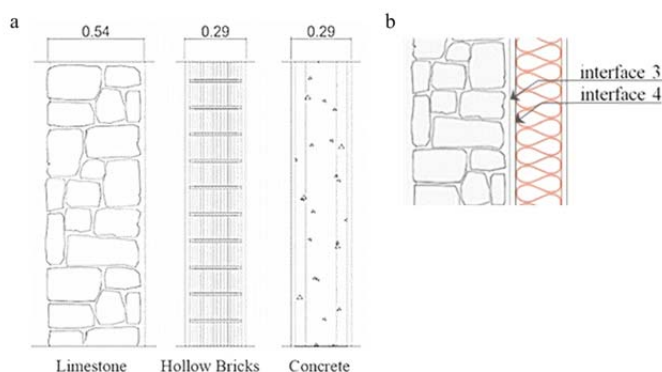 a
0.54
0.29
0.29
Limestone
Hollow Bricks
Concrete
b
interface 3
interface 4